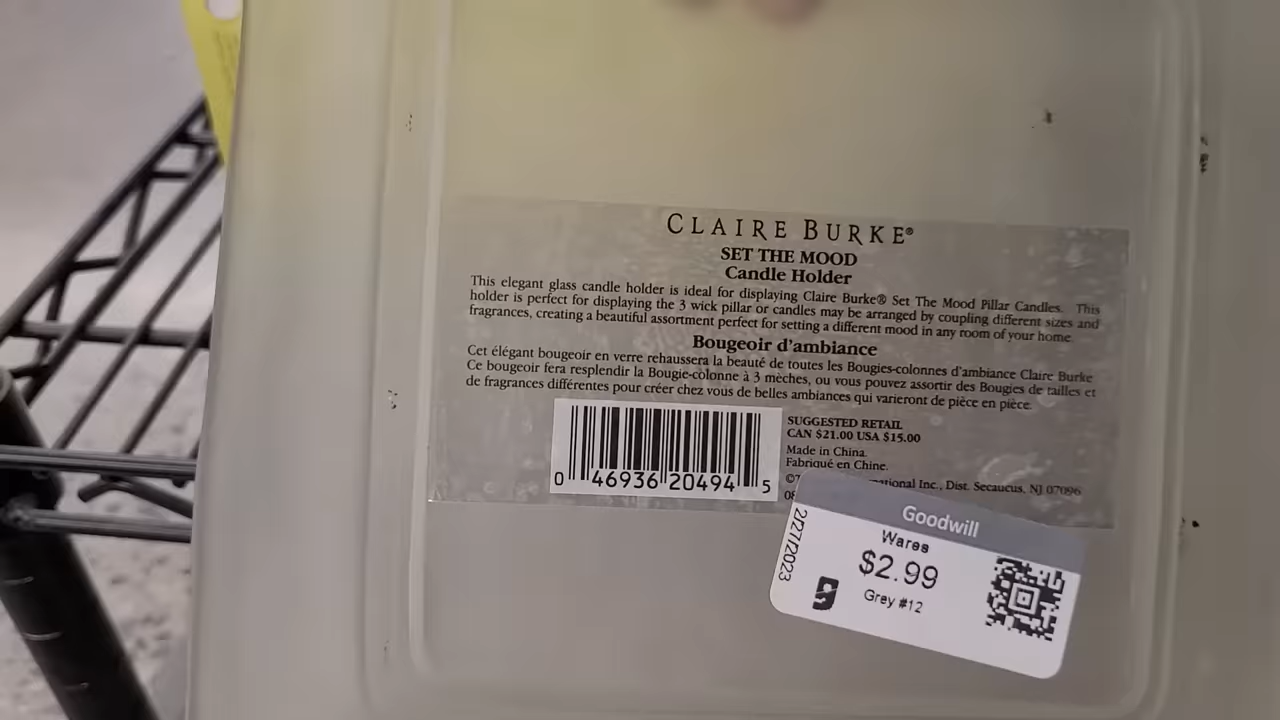 CLAIRE BURKE®
SET THE MOOD
Candle Holder
This elegant glass candle holder is ideal for displaying Claire Burke® Set The Mood Pillar Candles. This
holder is perfect for displaying the 3 wick pillar or candles may be arranged by coupling different sizes and
fragrances, creating a beautiful assortment perfect for setting a different mood in any room of your home.
Bougeoir d'ambiance
Cet élégant bougeoir en verre rehaussera la beauté de toutes les Bougies-colonnes d'ambiance Claire Burke
Ce bougeoir fera resplendir la Bougie-colonne à 3 mèches, ou vous pouvez assortir des Bougies de tailles et
de fragrances différentes pour créer chez vous de belles ambiances qui varieront de pièce en pièce.
0 46936 20494 5
SUGGESTED RETAIL
CAN $21.00 USA $15.00
Made in China.
Fabriqué en Chine.
Inc., Dist. Secaucus, NJ 07096
Goodwill
2/27/2023
Wares
$2.99
Grey #12